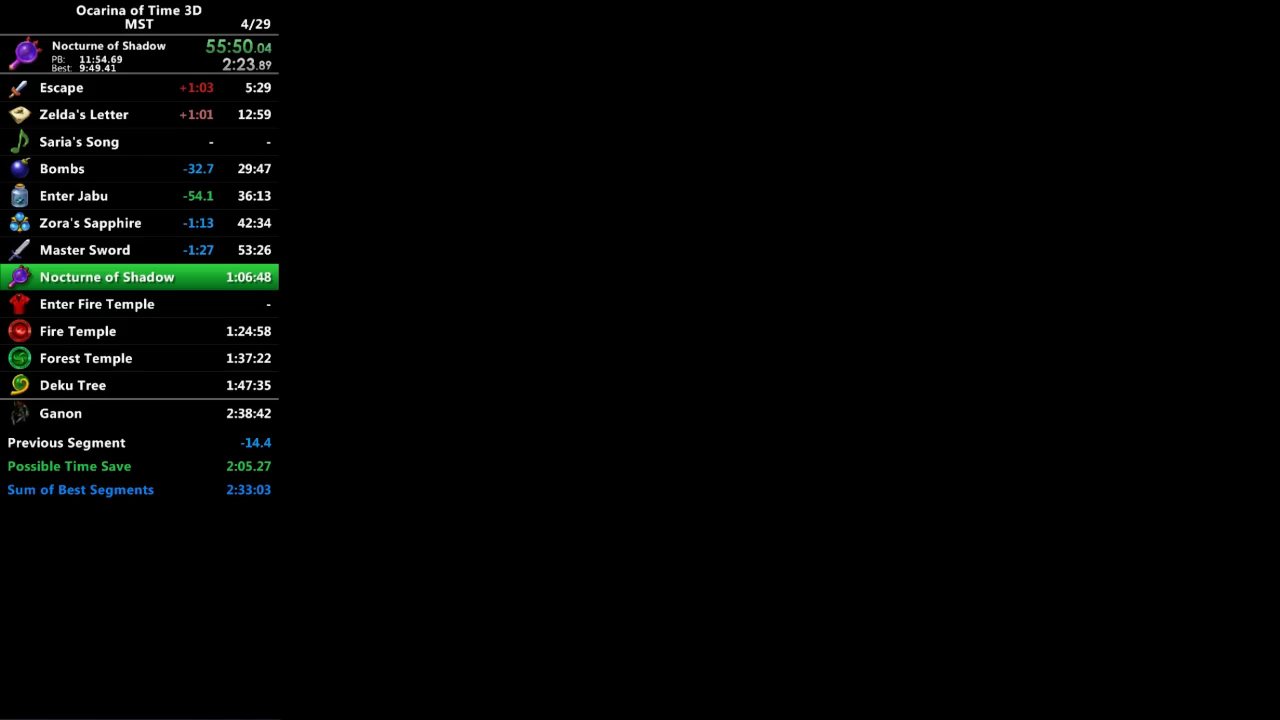 Ocarina of Time 3D
MST 4/29
Nocturne of Shadow 55:50.04
PB: 11:54.69 2:23.89
Best: 9:49.41
Escape +1:03 5:29
Zelda's Letter +1:01 12:59
Saria's Song - -
Bombs -32.7 29:47
Enter Jabu -54.1 36:13
Zora's Sapphire -1:13 42:34
Master Sword -1:27 53:26
Nocturne of Shadow 1:06:48
Enter Fire Temple -
Fire Temple 1:24:58
Forest Temple 1:37:22
Deku Tree 1:47:35
Ganon 2:38:42
Previous Segment -14.4
Possible Time Save 2:05.27
Sum of Best Segments 2:33:03